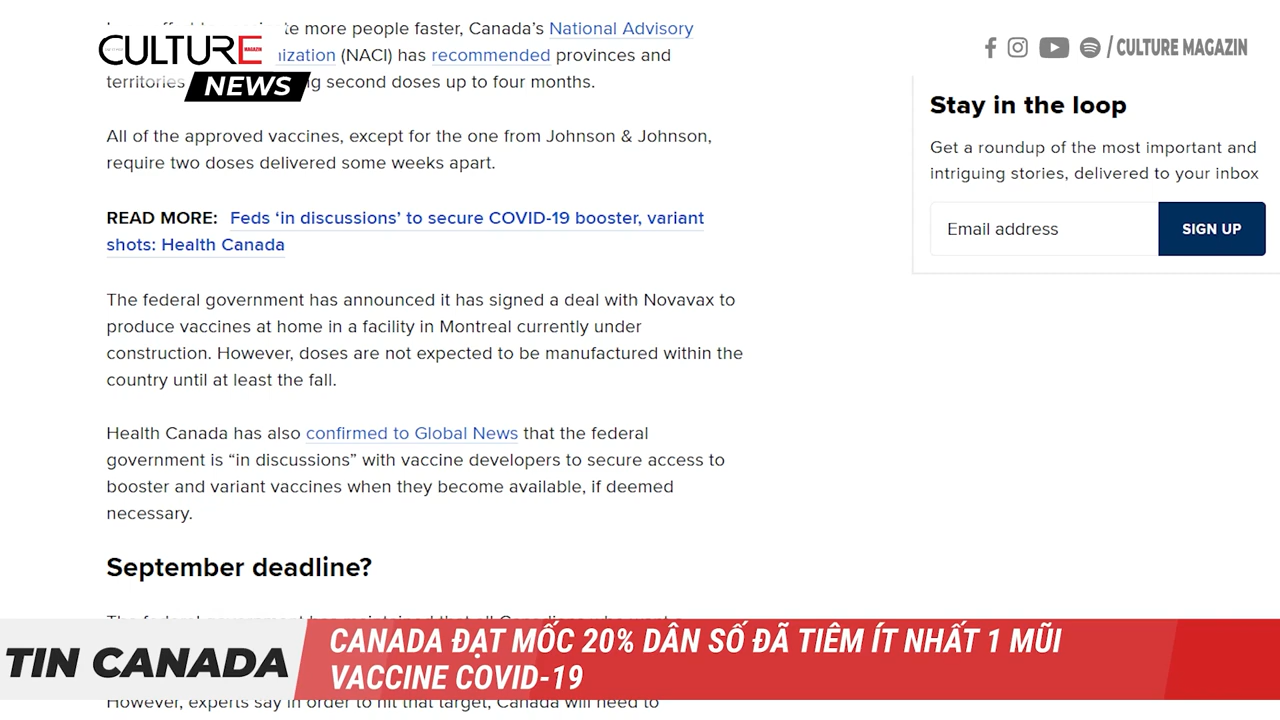 te more people faster, Canada's National Advisory
CULTURE
MAGAZIN
nization (NACI) has recommended provinces and
/ CULTURE MAGAZIN
territories
NEWS
g second doses up to four months.
All of the approved vaccines, except for the one from Johnson & Johnson,
require two doses delivered some weeks apart.
READ MORE: Feds ‘in discussions’ to secure COVID-19 booster, variant
shots: Health Canada
The federal government has announced it has signed a deal with Novavax to
produce vaccines at home in a facility in Montreal currently under
construction. However, doses are not expected to be manufactured within the
country until at least the fall.
Health Canada has also confirmed to Global News that the federal
government is “in discussions” with vaccine developers to secure access to
booster and variant vaccines when they become available, if deemed
necessary.
September deadline?
Stay in the loop
Get a roundup of the most important and
intriguing stories, delivered to your inbox
Email address
SIGN UP
TIN CANADA
CANADA ĐẠT MỐC 20% DÂN SỐ ĐÃ TIÊM ÍT NHẤT 1 MŨI
VACCINE COVID-19
However, experts say in order to hit that target, Canada will need to